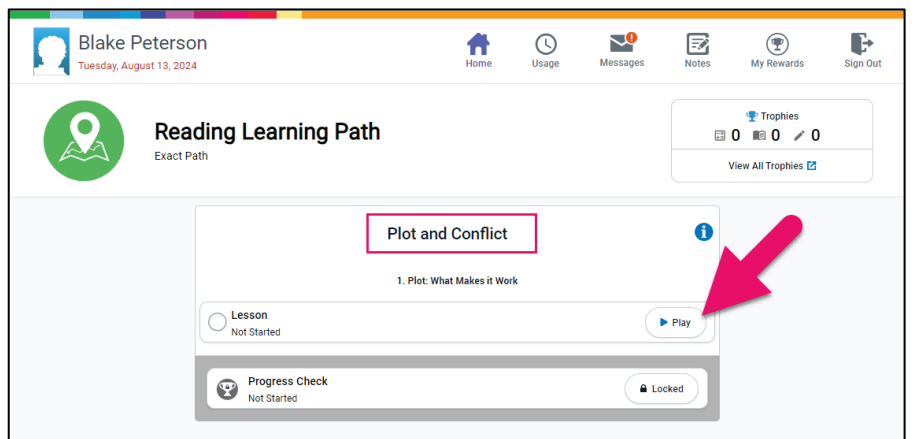 Blake Peterson
Tuesday, August 13, 2024
Home
Usage
Messages
Notes
My Rewards
Sign Out
Reading Learning Path
Exact Path
Trophies
0 0 0
View All Trophies
Plot and Conflict
1. Plot: What Makes it Work
Lesson
Not Started
Play
Progress Check
Not Started
Locked